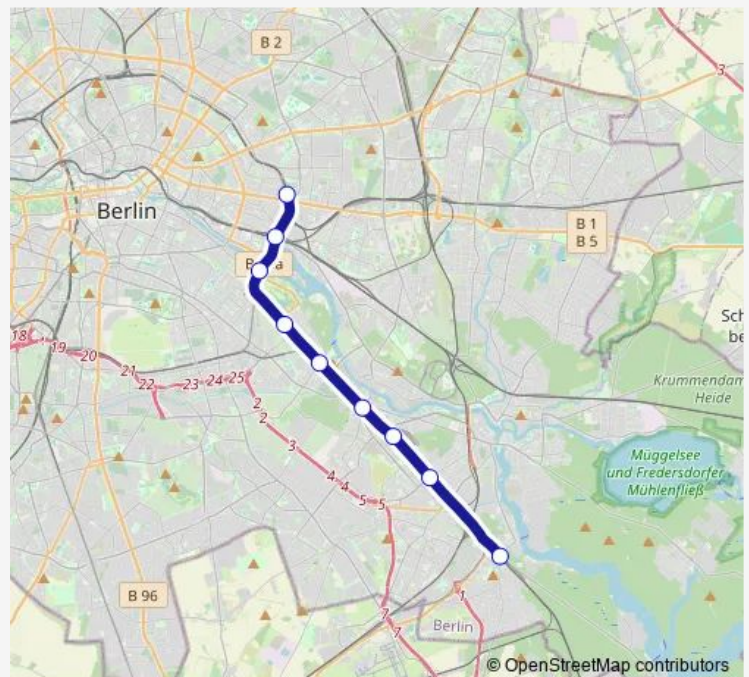 B 2
3
Berlin
B 1
B 5
Sch
be
18
19
20
21
22
23 24 25
2
2
3
4
4
5
5
Krummendam
Heide
Müggelsee
und Fredersdorfer
Mühlenfließ
B 96
7
7
1
Berlin
© OpenStreetMap contributors